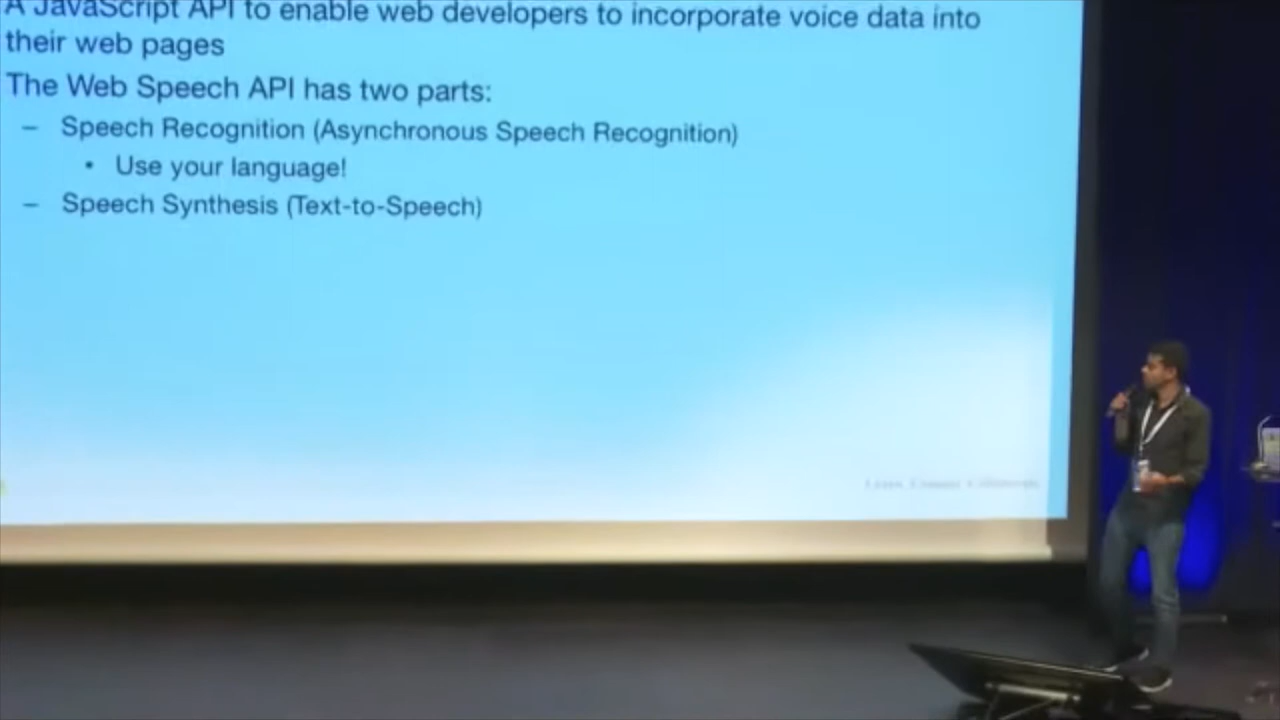 A JavaScript API to enable web developers to incorporate voice data into
their web pages
The Web Speech API has two parts:
– Speech Recognition (Asynchronous Speech Recognition)
• Use your language!
– Speech Synthesis (Text-to-Speech)